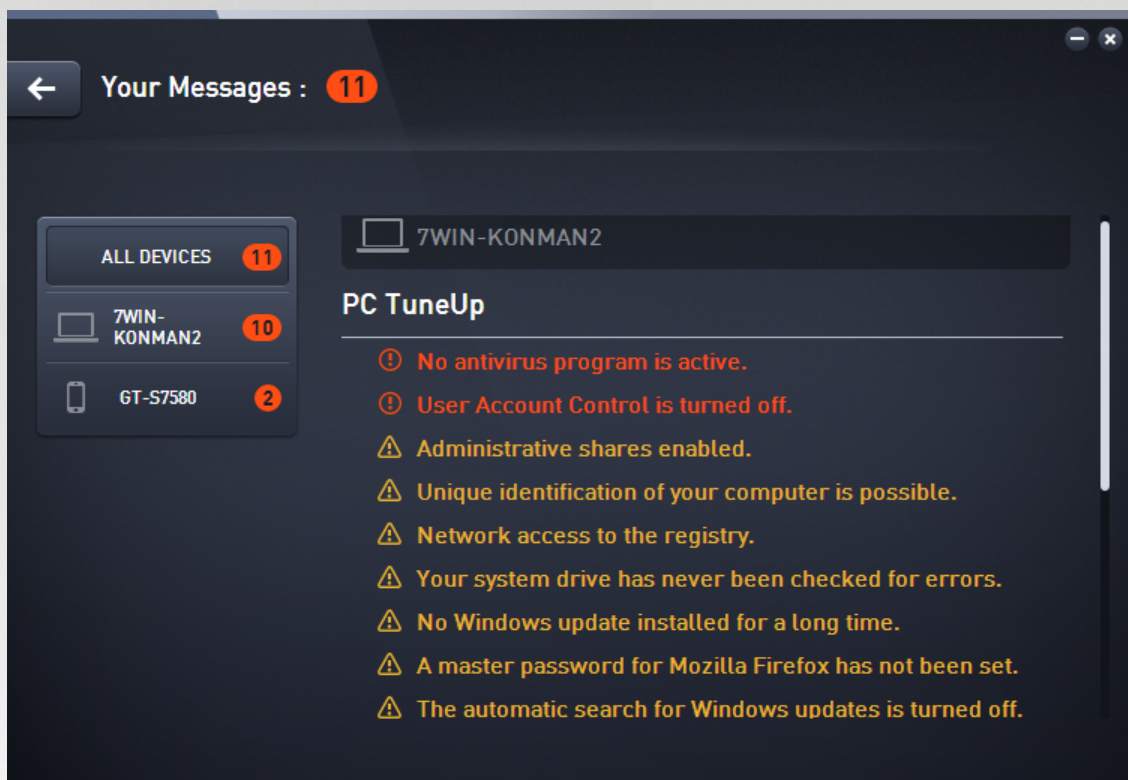 Your Messages : 11
ALL DEVICES 11
7WIN-
KONMAN2 10
GT-S7580 2
7WIN-KONMAN2
PC TuneUp
No antivirus program is active.
User Account Control is turned off.
Administrative shares enabled.
Unique identification of your computer is possible.
Network access to the registry.
Your system drive has never been checked for errors.
No Windows update installed for a long time.
A master password for Mozilla Firefox has not been set.
The automatic search for Windows updates is turned off.